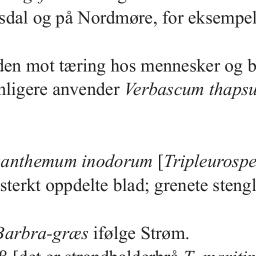 sdal og på Nordmøre, for eksempel
den mot tæring hos mennesker og b
nligere anvender Verbascum thapsu
anthemum inodorum [Tripleurospe
sterkt oppdelte blad; grenete stengl
Barbra-græs ifølge Strøm.